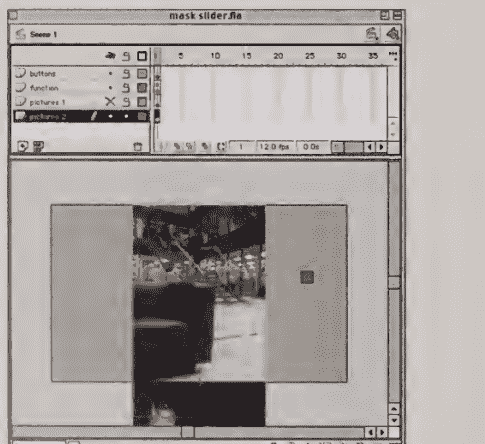 mask slider.fla
Scene 1
5 10 15 20 25 30 35
buttons
function
pictures 1
pictures 2
1 12.0 fps 0.0s